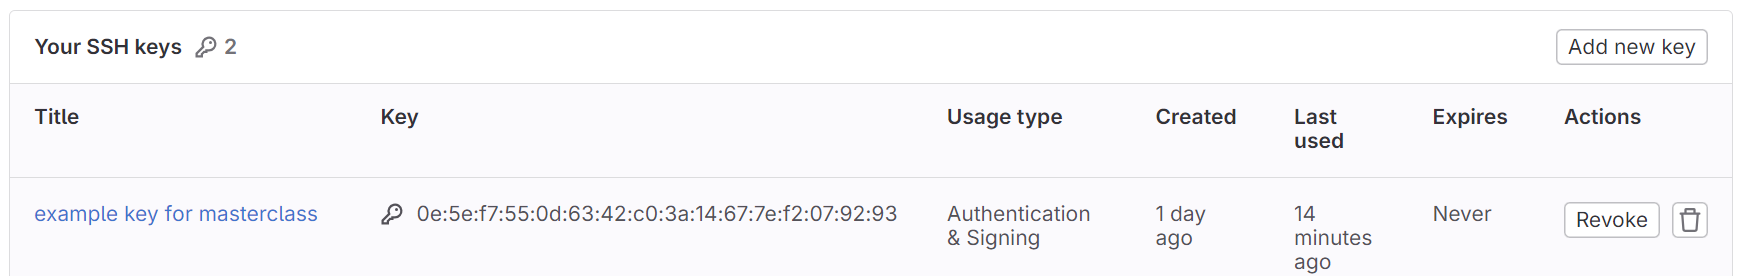 Your SSH keys 2
Add new key
Title Key Usage type Created Last used Expires Actions
example key for masterclass 0e:5e:f7:55:0d:63:42:c0:3a:14:67:7e:f2:07:92:93 Authentication & Signing 1 day ago 14 minutes ago Never Revoke